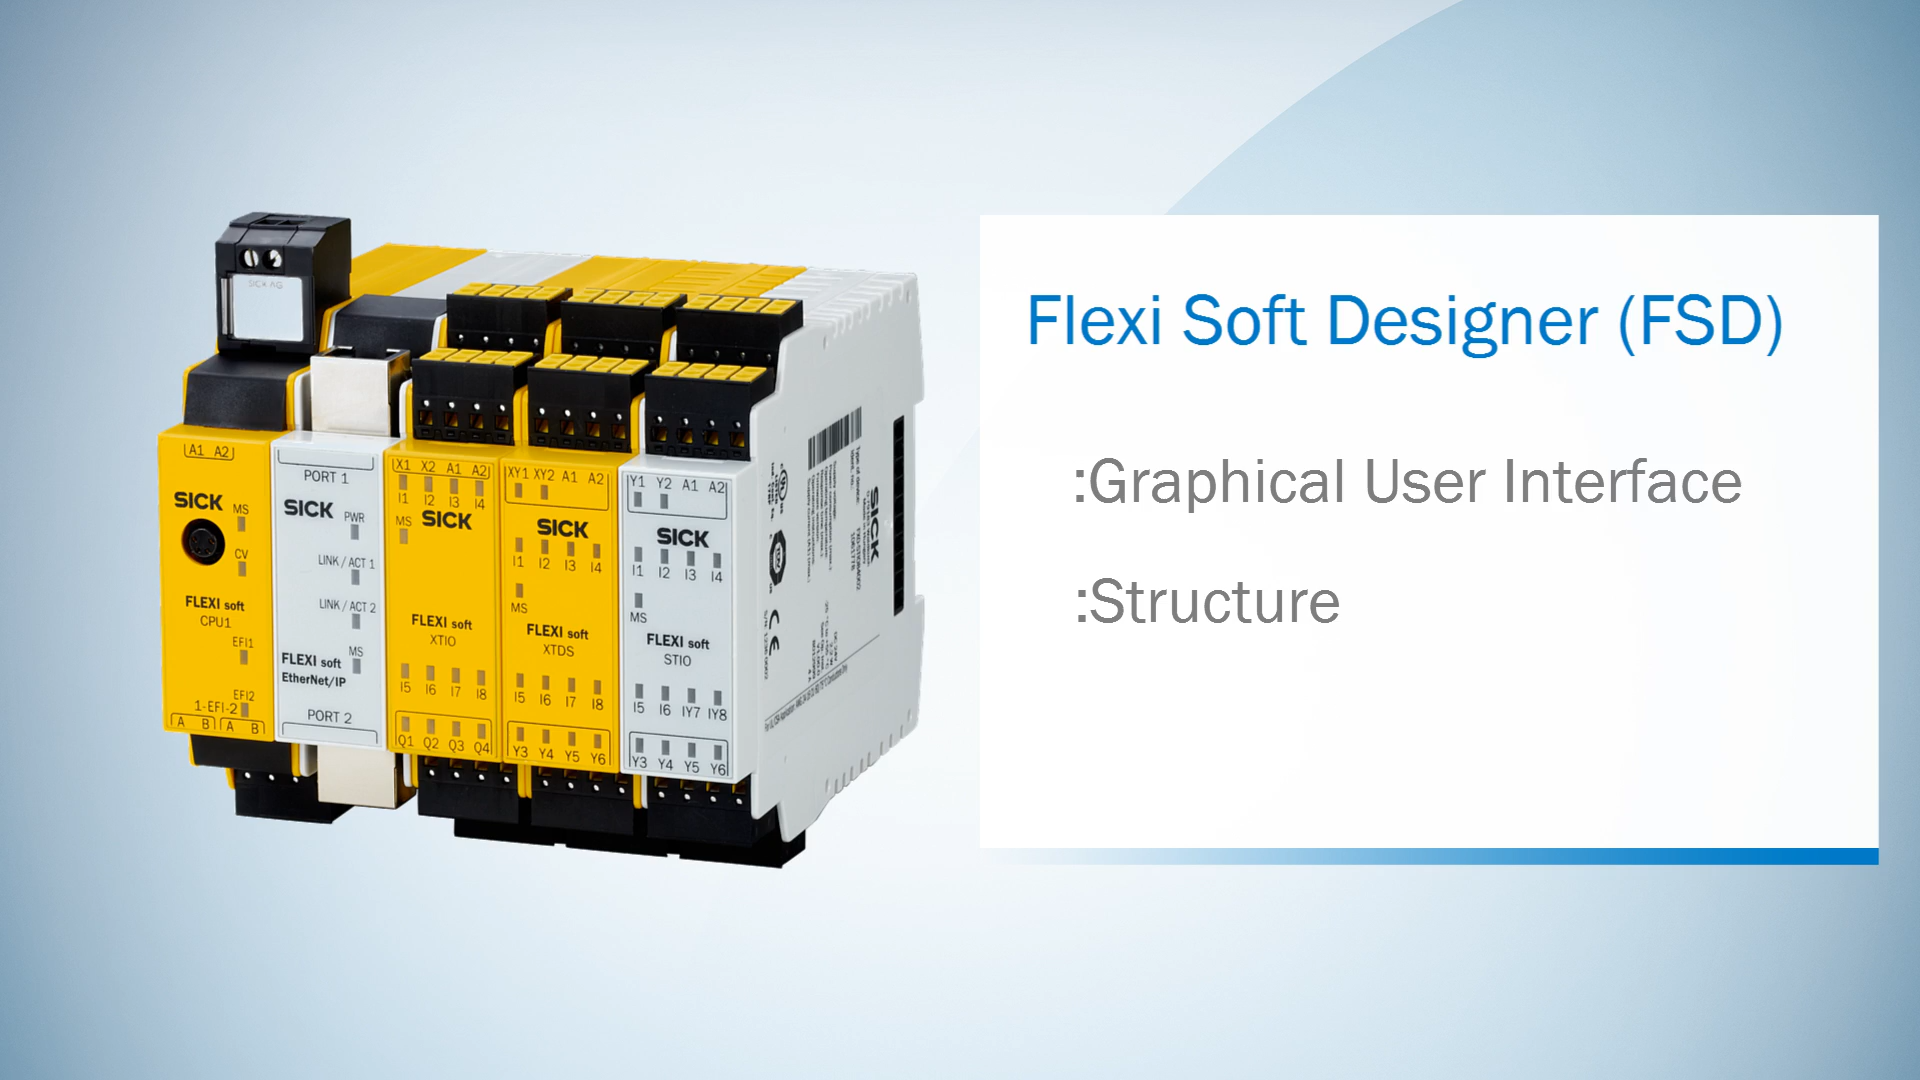 Flexi Soft Designer (FSD)
:Graphical User Interface
:Structure
SICK AG
A1 A2
SICK
MS
CV
FLEXI soft
CPU1
EFI1
EFI2
1-EFI-2
A B A B
PORT 1
SICK
PWR
LINK / ACT 1
LINK / ACT 2
MS
FLEXI soft
EtherNet/IP
PORT 2
X1 X2 A1 A2
I1 I2 I3 I4
MS
SICK
FLEXI soft
XTIO
I5 I6 I7 I8
Q1 Q2 Q3 Q4
XY1 XY2 A1 A2
SICK
I1 I2 I3 I4
MS
FLEXI soft
XTDS
I5 I6 I7 I8
Y3 Y4 Y5 Y6
Y1 Y2 A1 A2
SICK
I1 I2 I3 I4
MS
FLEXI soft
STIO
I5 I6 IY7 IY8
Y3 Y4 Y5 Y6
SICK